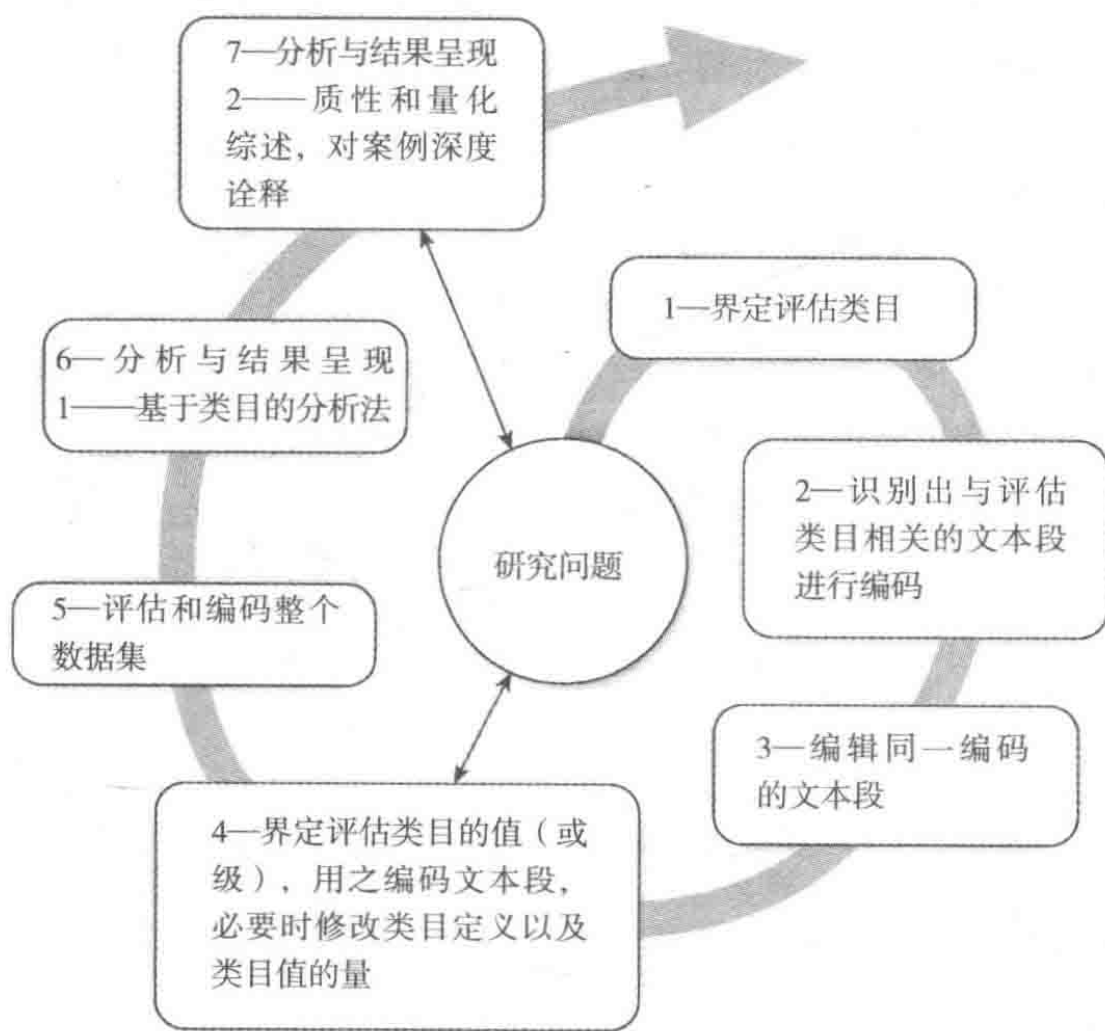 7—分析与结果呈现
2——质性和量化
综述，对案例深度
诠释
1—界定评估类目
6—分析与结果呈现
1——基于类目的分析法
2—识别出与评估
类目相关的文本段
进行编码
研究问题
5—评估和编码整个
数据集
3—编辑同一编码
的文本段
4—界定评估类目的值（或
级），用之编码文本段，
必要时修改类目定义以及
类目值的量